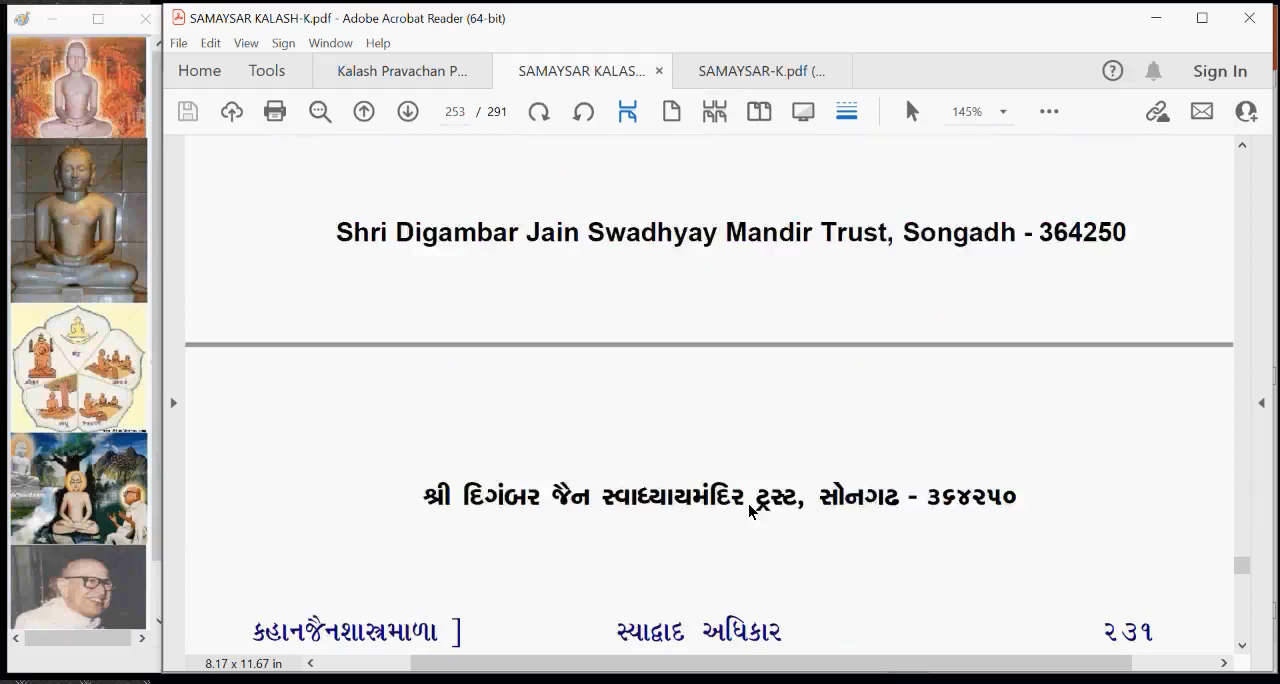 SAMAYSAR KALASH-K.pdf - Adobe Acrobat Reader (64-bit)
File Edit View Sign Window Help
Home Tools Kalash Pravachan P... SAMAYSAR KALAS... × SAMAYSAR-K.pdf (... Sign In
253 / 291 145%
Shri Digambar Jain Swadhyay Mandir Trust, Songadh - 364250
શ્રી દિગંબર જૈન સ્વાધ્યાયમંદિર ટ્રસ્ટ, સોનગઢ - ૩૬૪૨૫૦
કહાનજૈનશાસ્ત્રમાળા ] સ્યાદ્વાદ અધિકાર ૨૩૧
8.17 x 11.67 in